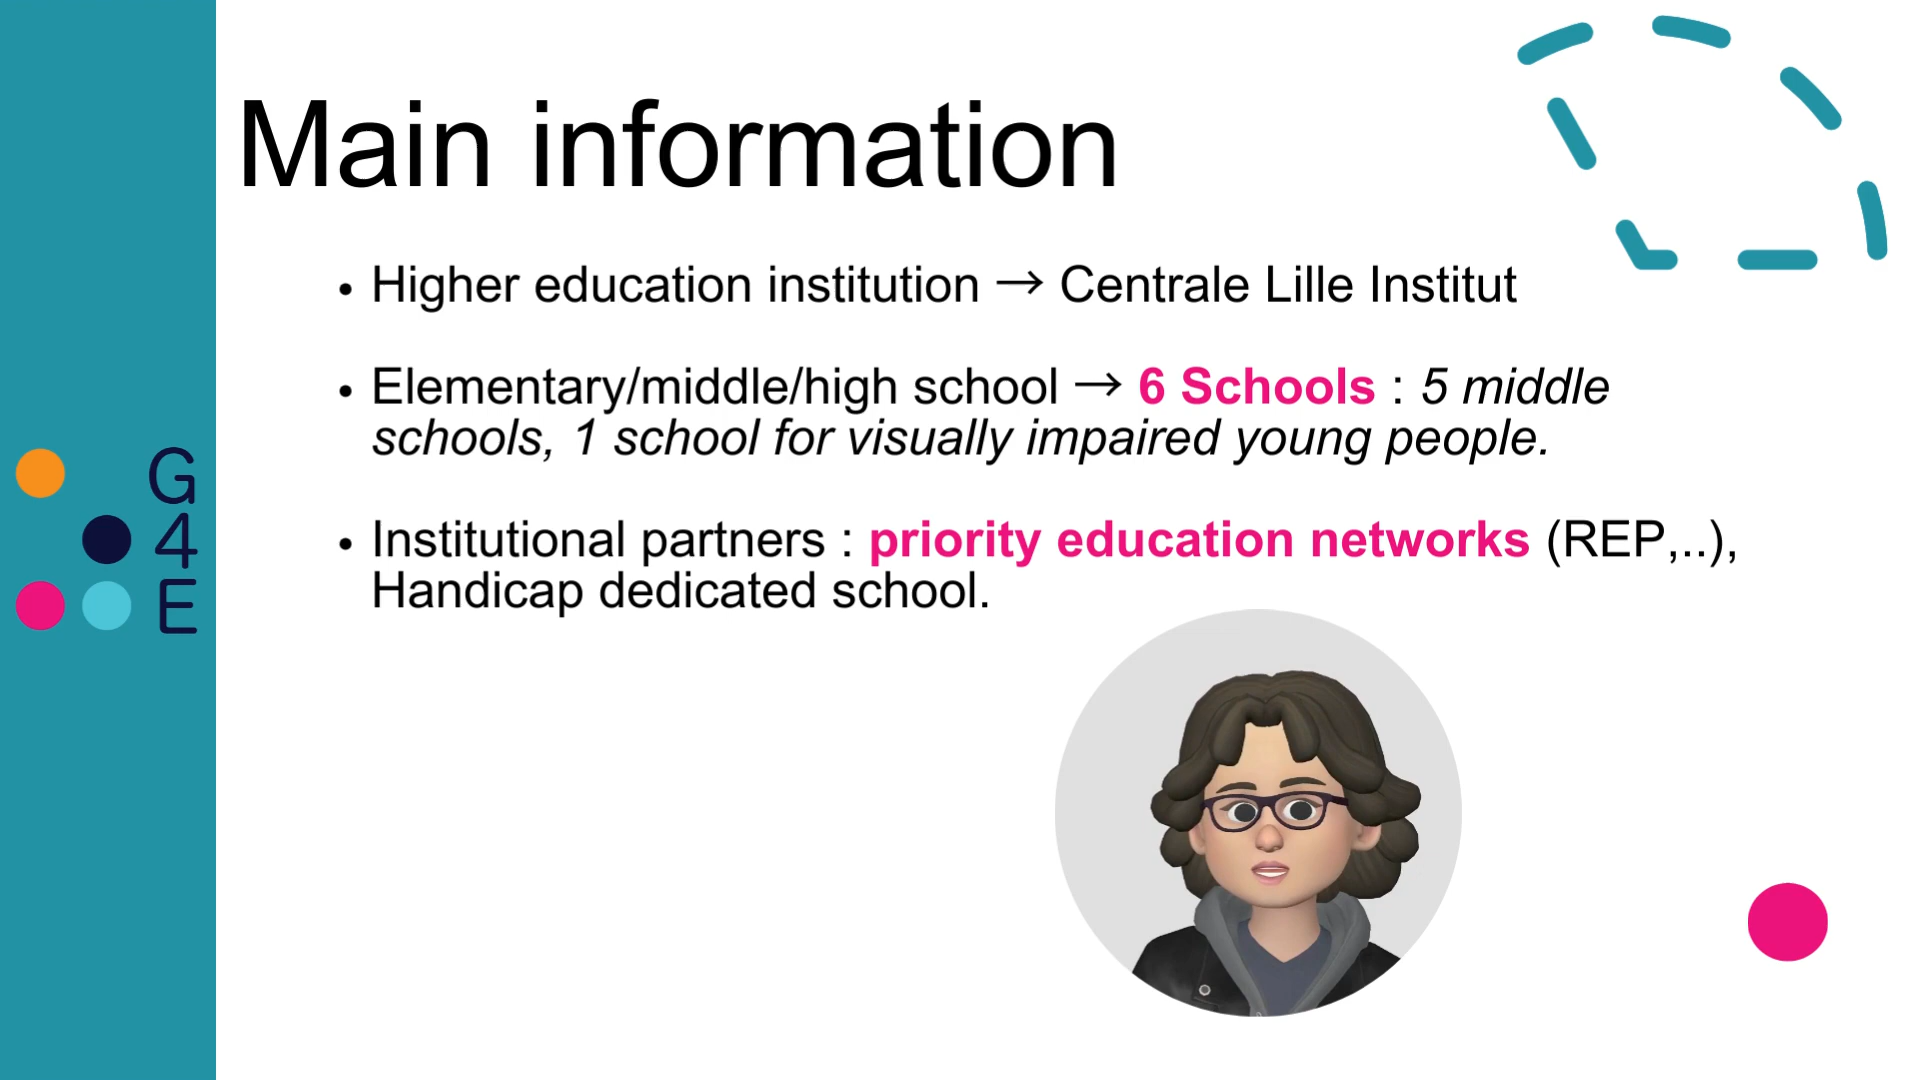 Main information
• Higher education institution → Centrale Lille Institut
• Elementary/middle/high school → 6 Schools : 5 middle
schools, 1 school for visually impaired young people.
• Institutional partners : priority education networks (REP,..),
Handicap dedicated school.
G
4
E